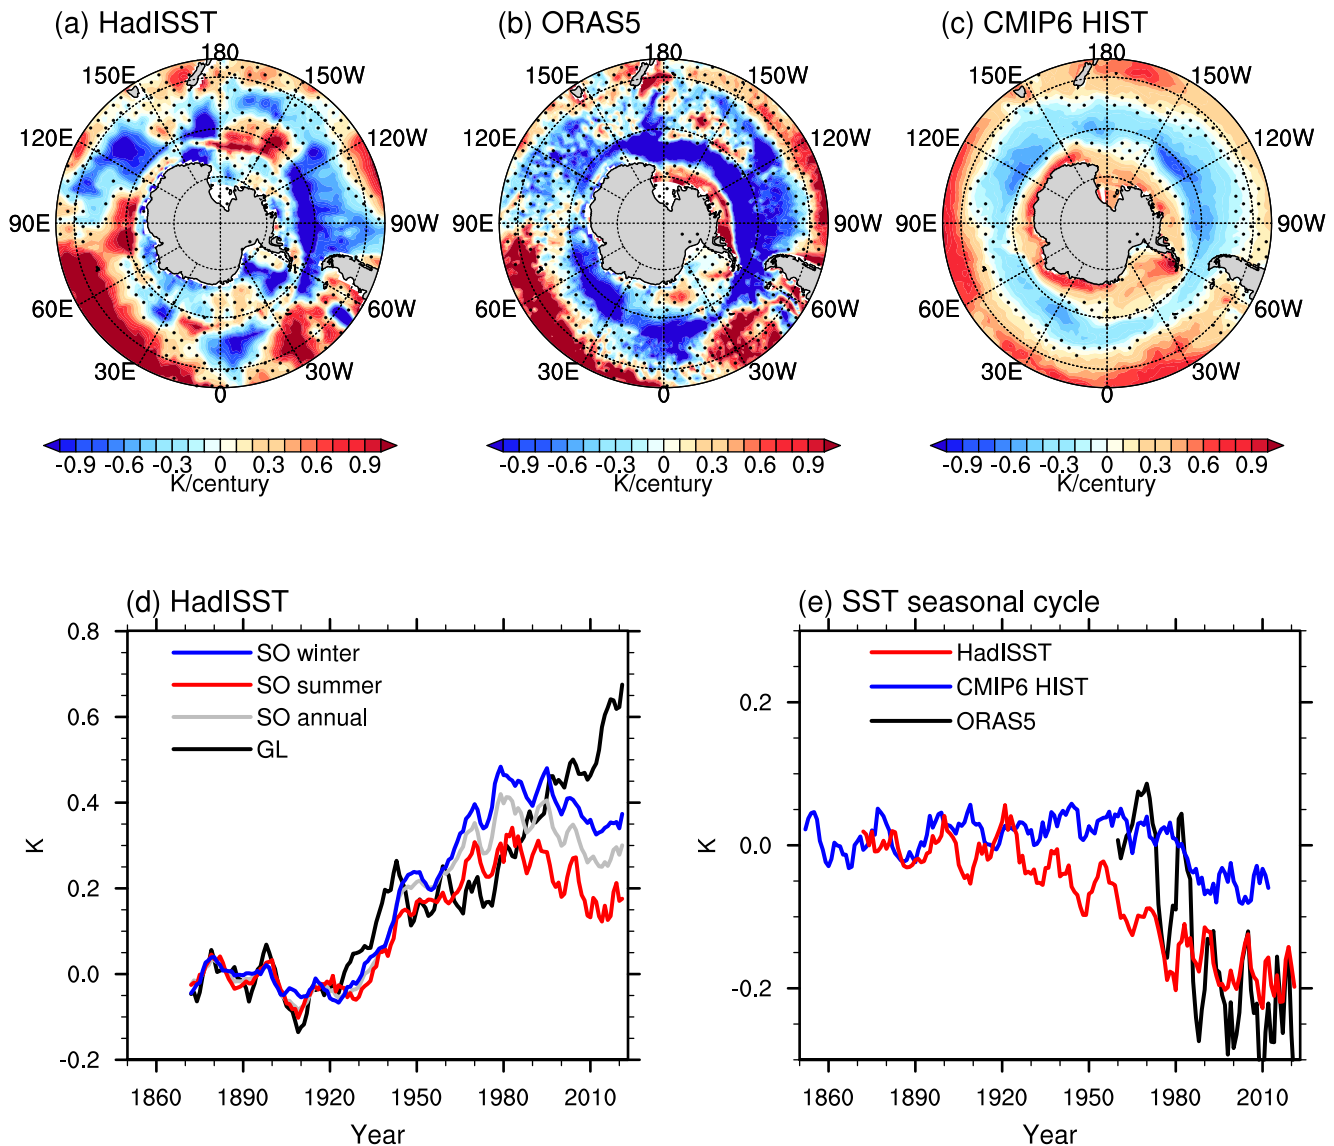 (a) HadISST
(b) ORAS5
(c) CMIP6 HIST
180
150E
150W
120E
120W
90E
90W
60E
60W
30E
30W
0
180
150E
150W
120E
120W
90E
90W
60E
60W
30E
30W
0
180
150E
150W
120E
120W
90E
90W
60E
60W
30E
30W
0
-0.9 -0.6 -0.3 0 0.3 0.6 0.9
K/century
-0.9 -0.6 -0.3 0 0.3 0.6 0.9
K/century
-0.9 -0.6 -0.3 0 0.3 0.6 0.9
K/century
(d) HadISST
SO winter
SO summer
SO annual
GL
0.8
0.6
0.4
0.2
0.0
-0.2
K
1860 1890 1920 1950 1980 2010
Year
(e) SST seasonal cycle
HadISST
CMIP6 HIST
ORAS5
0.2
0.0
-0.2
K
1860 1890 1920 1950 1980 2010
Year